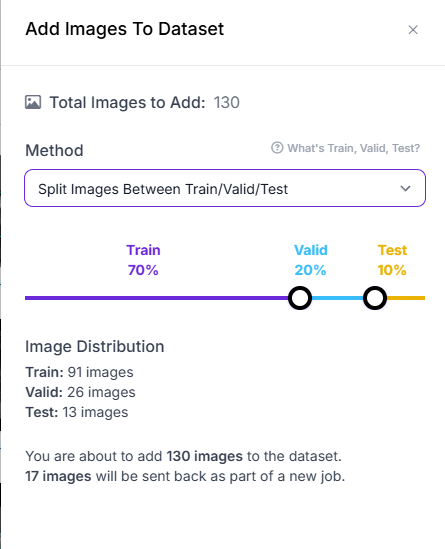 Add Images To Dataset
Total Images to Add: 130
Method
What's Train, Valid, Test?
Split Images Between Train/Valid/Test
Train Valid Test
70% 20% 10%
Image Distribution
Train: 91 images
Valid: 26 images
Test: 13 images
You are about to add 130 images to the dataset.
17 images will be sent back as part of a new job.